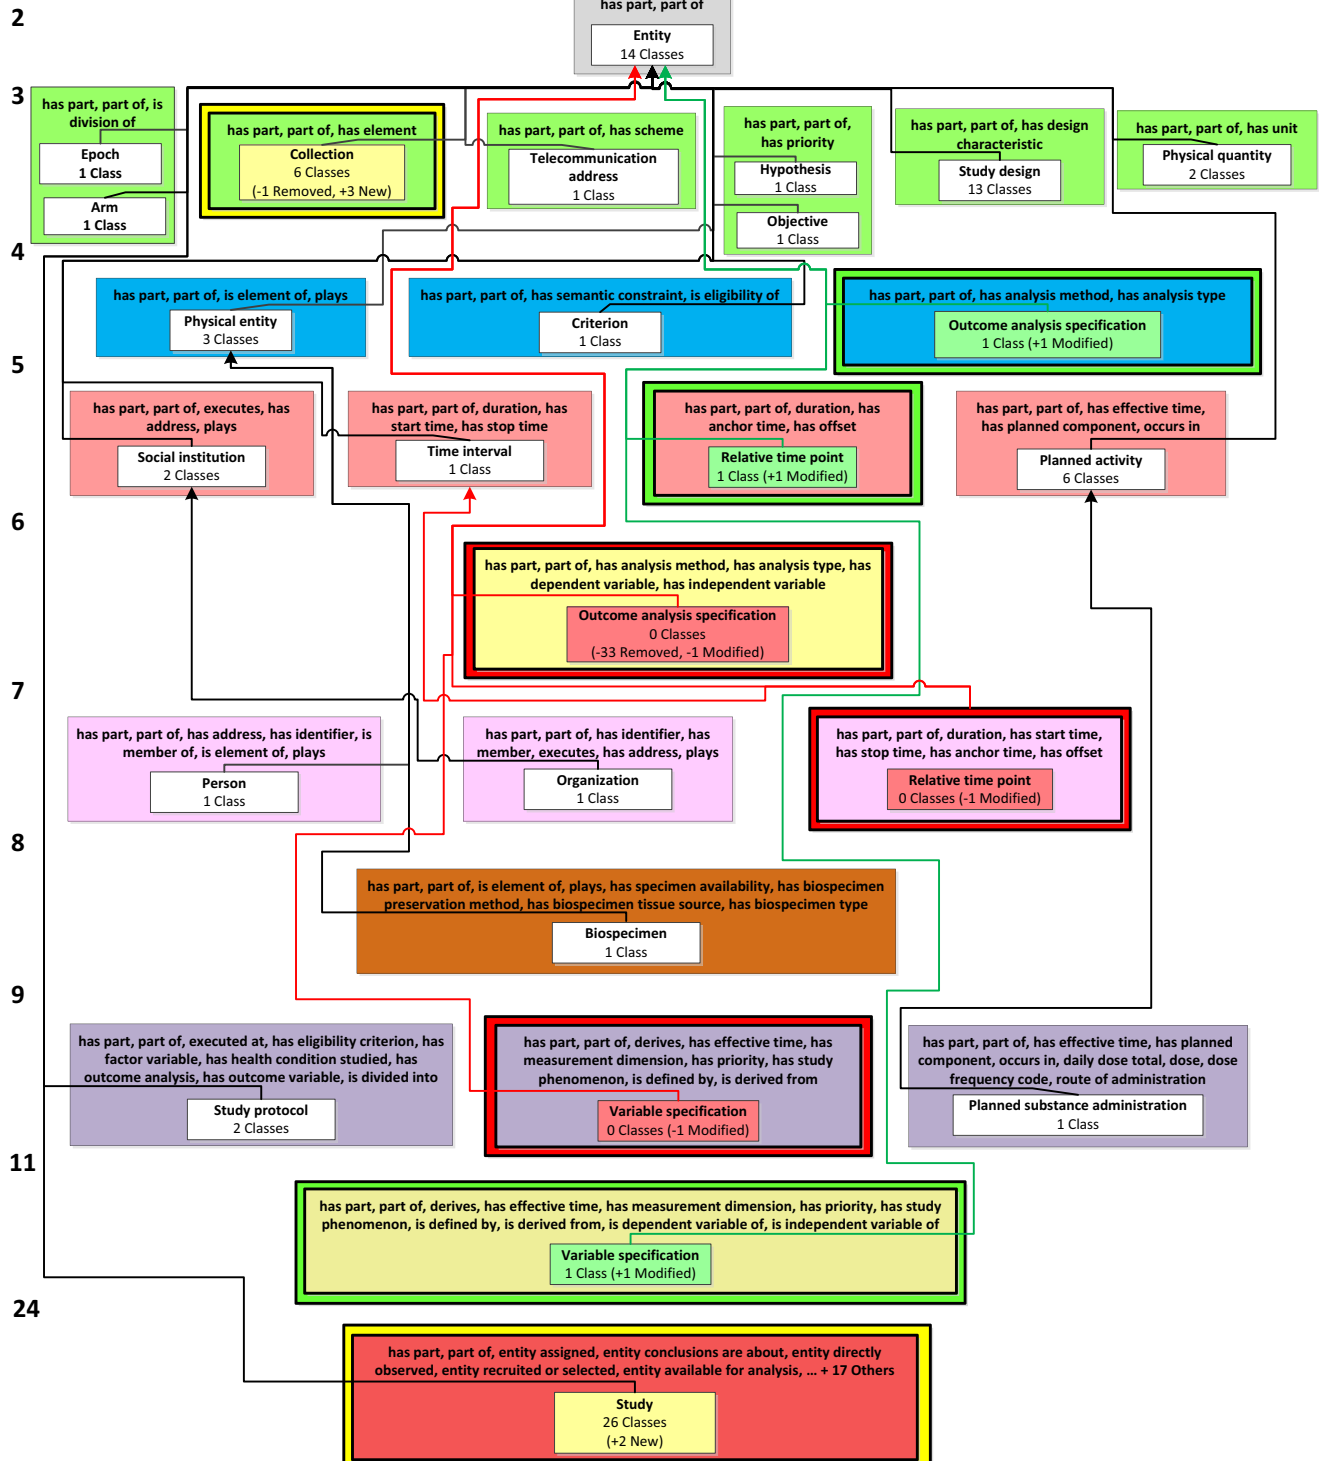 has part, part of
2
Entity
14 Classes
3
has part, part of, is
division of
Epoch
1 Class
Arm
1 Class
has part, part of, has element
Collection
6 Classes
(-1 Removed, +3 New)
has part, part of, has scheme
Telecommunication
address
1 Class
has part, part of,
has priority
Hypothesis
1 Class
Objective
1 Class
has part, part of, has design
characteristic
Study design
13 Classes
has part, part of, has unit
Physical quantity
2 Classes
4
has part, part of, is element of, plays
Physical entity
3 Classes
has part, part of, has semantic constraint, is eligibility of
Criterion
1 Class
has part, part of, has analysis method, has analysis type
Outcome analysis specification
1 Class (+1 Modified)
5
has part, part of, executes, has
address, plays
Social institution
2 Classes
has part, part of, duration, has
start time, has stop time
Time interval
1 Class
has part, part of, duration, has
anchor time, has offset
Relative time point
1 Class (+1 Modified)
has part, part of, has effective time,
has planned component, occurs in
Planned activity
6 Classes
6
has part, part of, has analysis method, has analysis type, has
dependent variable, has independent variable
Outcome analysis specification
0 Classes
(-33 Removed, -1 Modified)
7
has part, part of, has address, has identifier, is
member of, is element of, plays
Person
1 Class
has part, part of, has identifier, has
member, executes, has address, plays
Organization
1 Class
has part, part of, duration, has start time,
has stop time, has anchor time, has offset
Relative time point
0 Classes (-1 Modified)
8
has part, part of, is element of, plays, has specimen availability, has biospecimen
preservation method, has biospecimen tissue source, has biospecimen type
Biospecimen
1 Class
9
has part, part of, executed at, has eligibility criterion, has
factor variable, has health condition studied, has
outcome analysis, has outcome variable, is divided into
Study protocol
2 Classes
has part, part of, derives, has effective time, has
measurement dimension, has priority, has study
phenomenon, is defined by, is derived from
Variable specification
0 Classes (-1 Modified)
has part, part of, has effective time, has planned
component, occurs in, daily dose total, dose, dose
frequency code, route of administration
Planned substance administration
1 Class
11
has part, part of, derives, has effective time, has measurement dimension, has priority, has study
phenomenon, is defined by, is derived from, is dependent variable of, is independent variable of
Variable specification
1 Class (+1 Modified)
24
has part, part of, entity assigned, entity conclusions are about, entity directly
observed, entity recruited or selected, entity available for analysis, ... + 17 Others
Study
26 Classes
(+2 New)